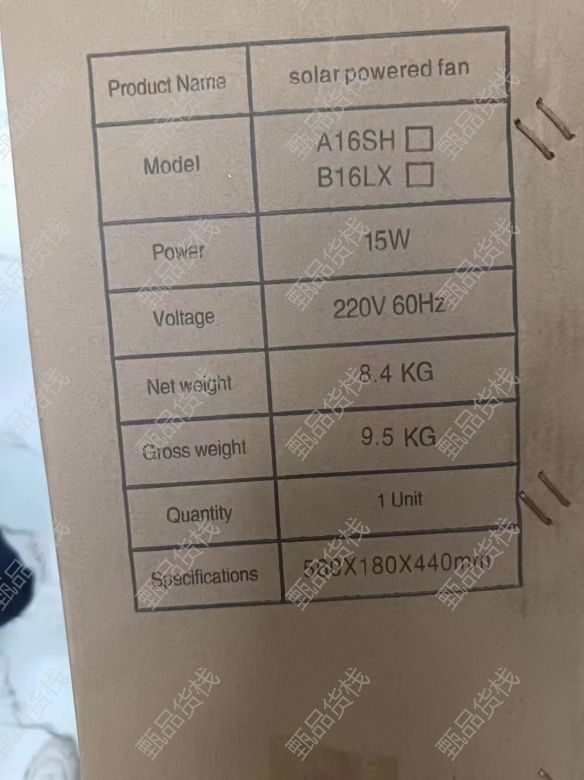 Product Name solar powered fan
Model A16SH □
B16LX □
Power 15W
Voltage 220V 60Hz
Net weight 8.4 KG
Gross weight 9.5 KG
Quantity 1 Unit
Specifications 580X180X440mm
甄品货栈